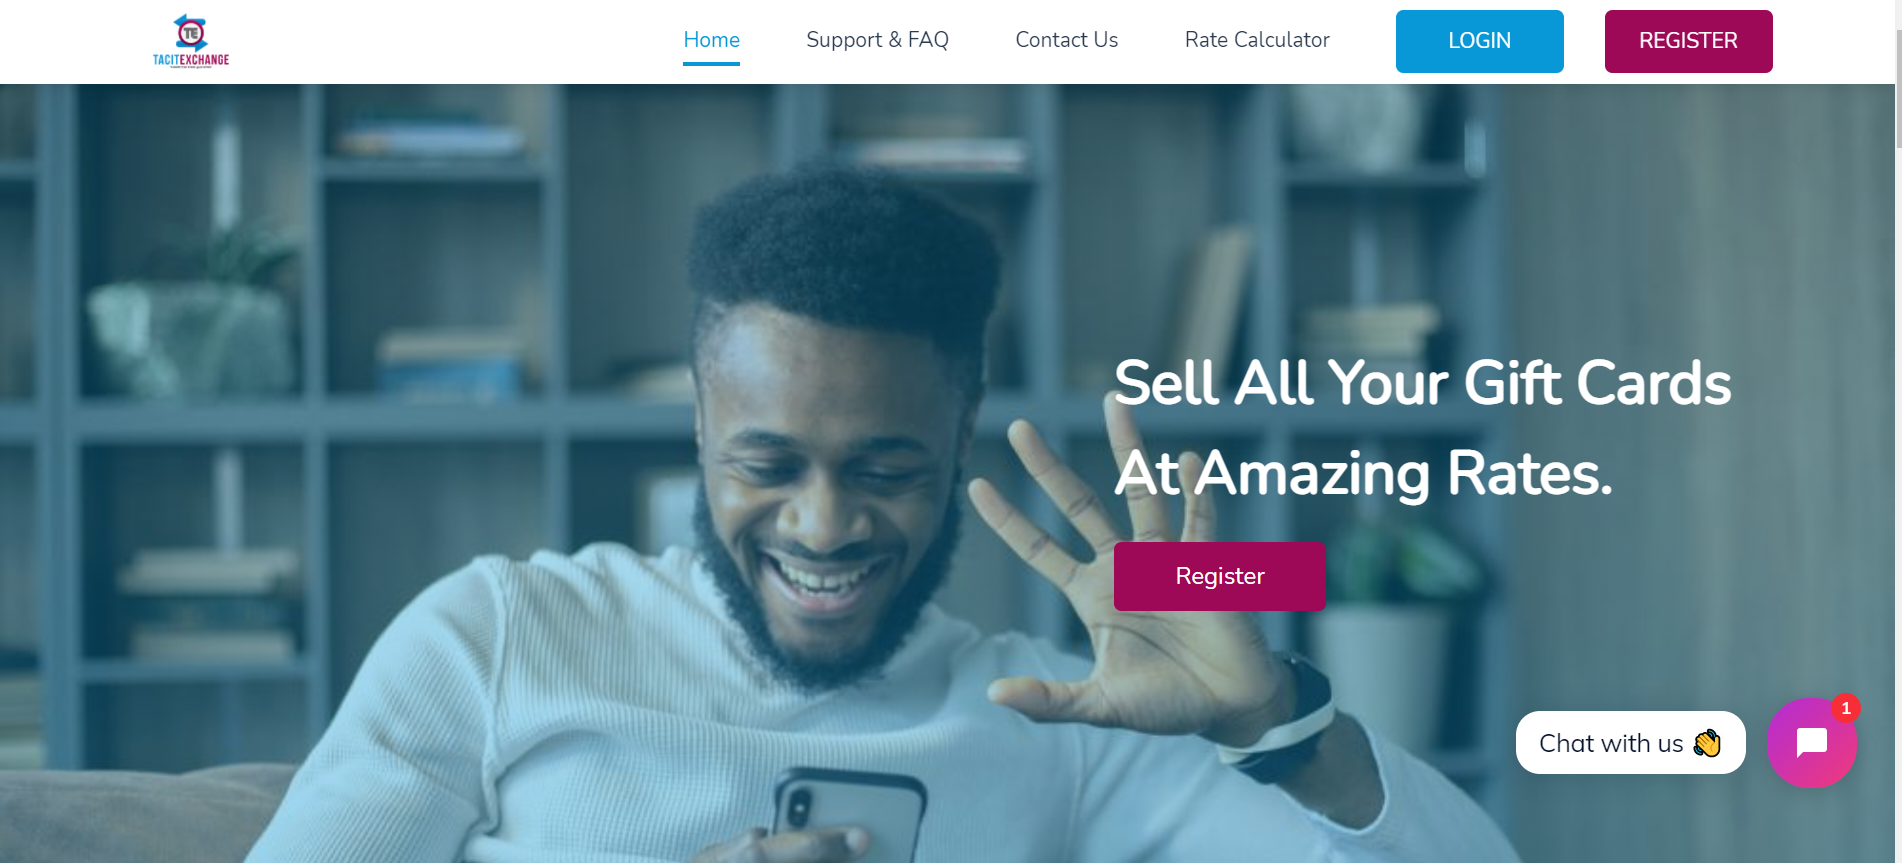 TE
TACITEXCHANGE
Home
Support & FAQ
Contact Us
Rate Calculator
LOGIN
REGISTER
Sell All Your Gift Cards
At Amazing Rates.
Register
Chat with us 👋
1